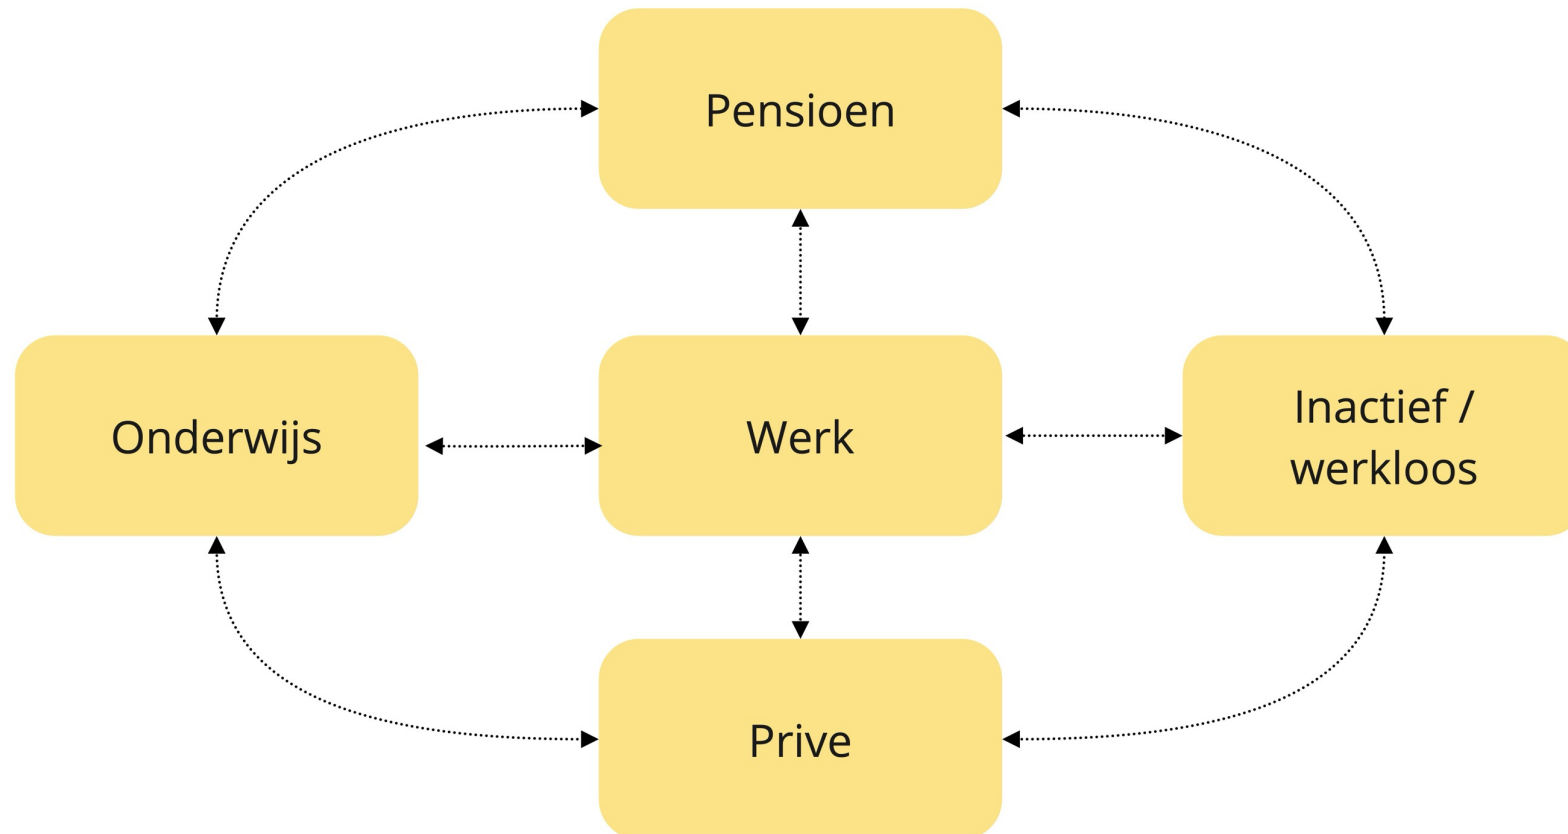 Pensioen
Onderwijs
Werk
Inactief /
werkloos
Prive